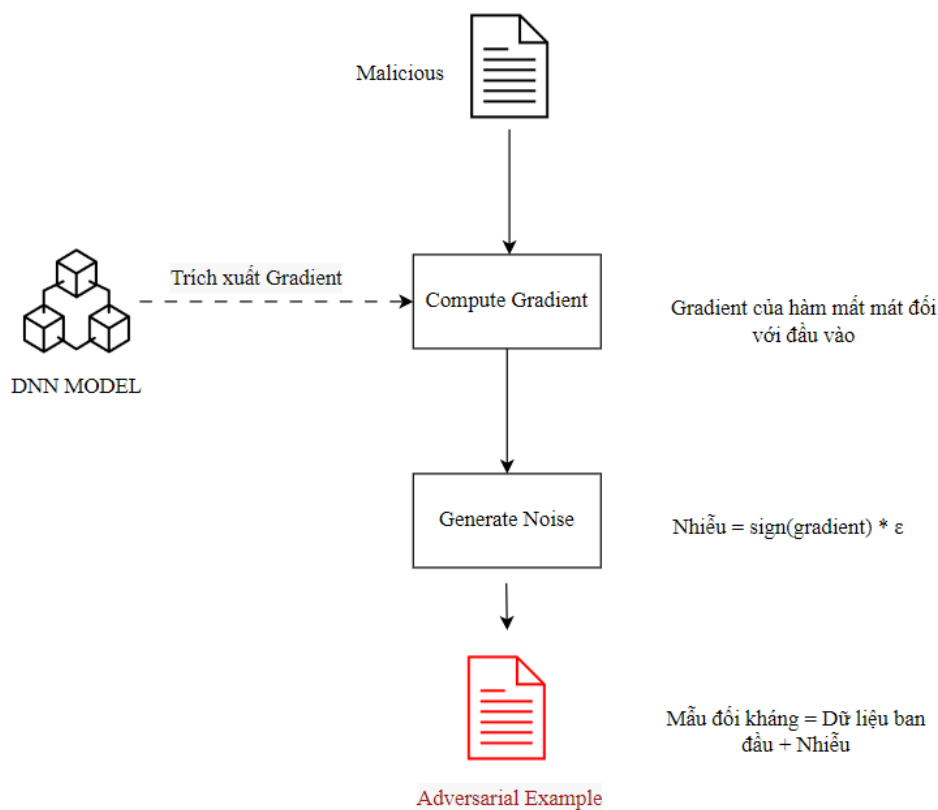 Malicious
Trích xuất Gradient
Compute Gradient
Gradient của hàm mất mát đối
với đầu vào
DNN MODEL
Generate Noise
Nhiễu = sign(gradient) * ε
Mẫu đối kháng = Dữ liệu ban
đầu + Nhiễu
Adversarial Example